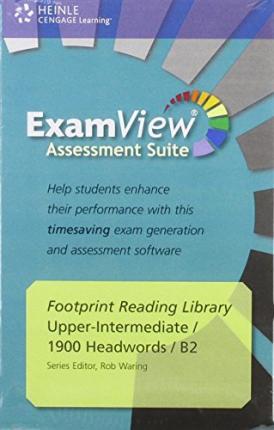 HEINLE
CENGAGE Learning™
ExamView®
Assessment Suite
Help students enhance
their performance with this
timesaving exam generation
and assessment software
Footprint Reading Library
Upper-Intermediate /
1900 Headwords / B2
Series Editor, Rob Waring